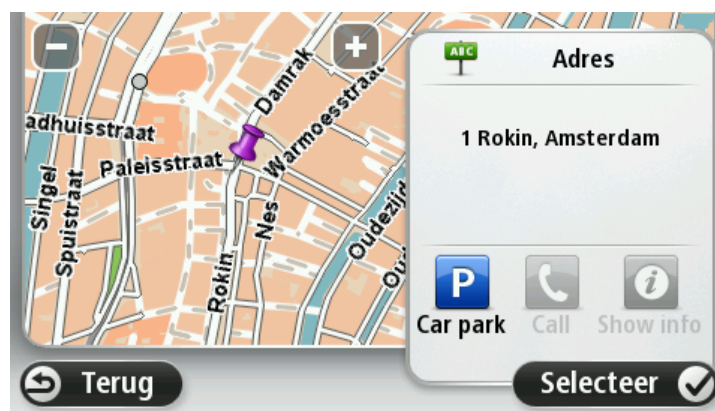 −
+
Damrak
Warmoesstraat
adhuisstraat
Paleisstraat
Singel
Spuistraat
Nes
Rokin
Oudezijd
Ou
ABC
Adres
1 Rokin, Amsterdam
P
Car park
Call
i
Show info
Terug
Selecteer